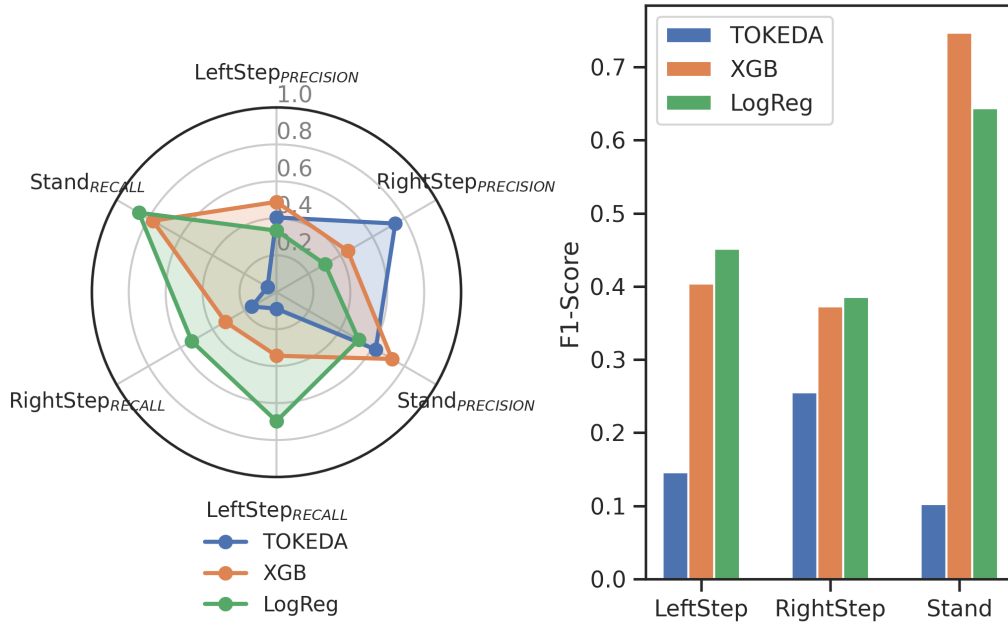 LeftStep_PRECISION
1.0
0.8
0.6
0.4
0.2
RightStep_PRECISION
Stand_RECALL
RightStep_RECALL
Stand_PRECISION
LeftStep_RECALL
TOKEDA
XGB
LogReg
TOKEDA
XGB
LogReg
F1-Score
0.7
0.6
0.5
0.4
0.3
0.2
0.1
0.0
LeftStep RightStep Stand